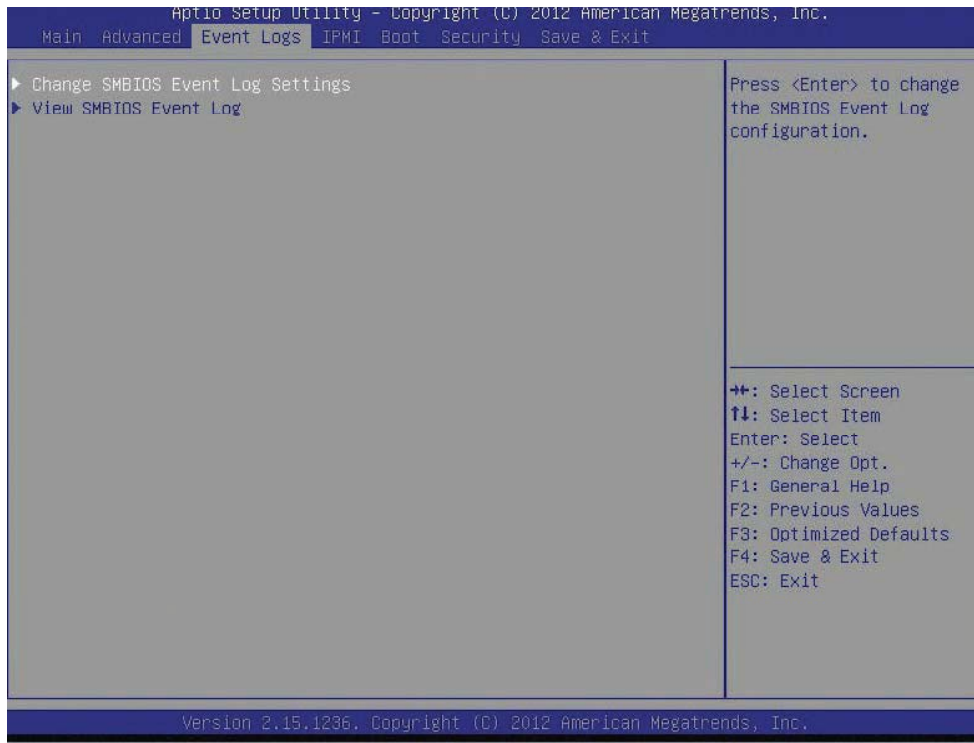 Aptio Setup Utility – Copyright (C) 2012 American Megatrends, Inc.
Main Advanced Event Logs IPMI Boot Security Save & Exit
▶ Change SMBIOS Event Log Settings
▶ View SMBIOS Event Log
Press <Enter> to change
the SMBIOS Event Log
configuration.
→←: Select Screen
↑↓: Select Item
Enter: Select
+/-: Change Opt.
F1: General Help
F2: Previous Values
F3: Optimized Defaults
F4: Save & Exit
ESC: Exit
Version 2.15.1236. Copyright (C) 2012 American Megatrends, Inc.